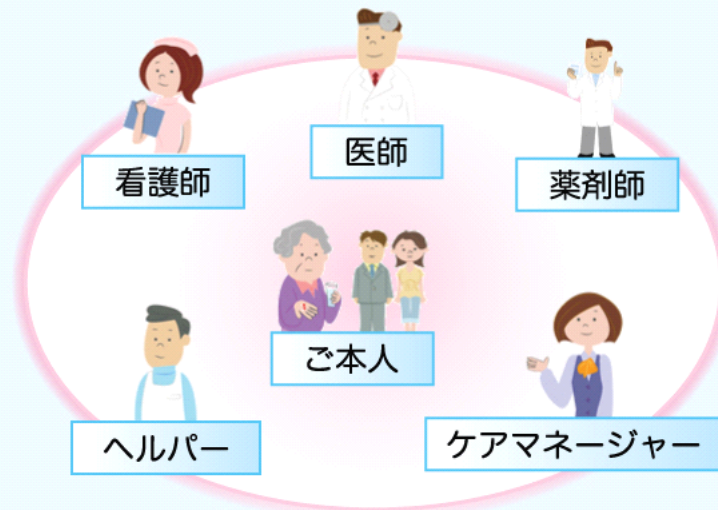 医師
看護師
薬剤師
ご本人
ヘルパー
ケアマネージャー